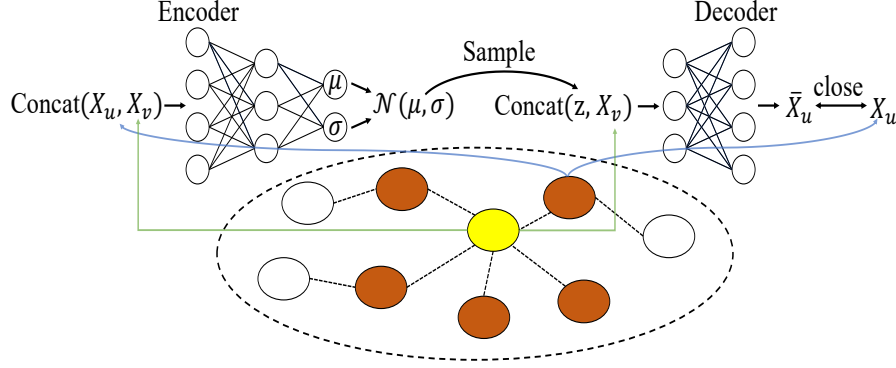 Encoder
Decoder
Sample
Concat(X_u, X_v)
μ
σ
𝒩(μ, σ)
Concat(z, X_v)
X̄_u
close
X_u